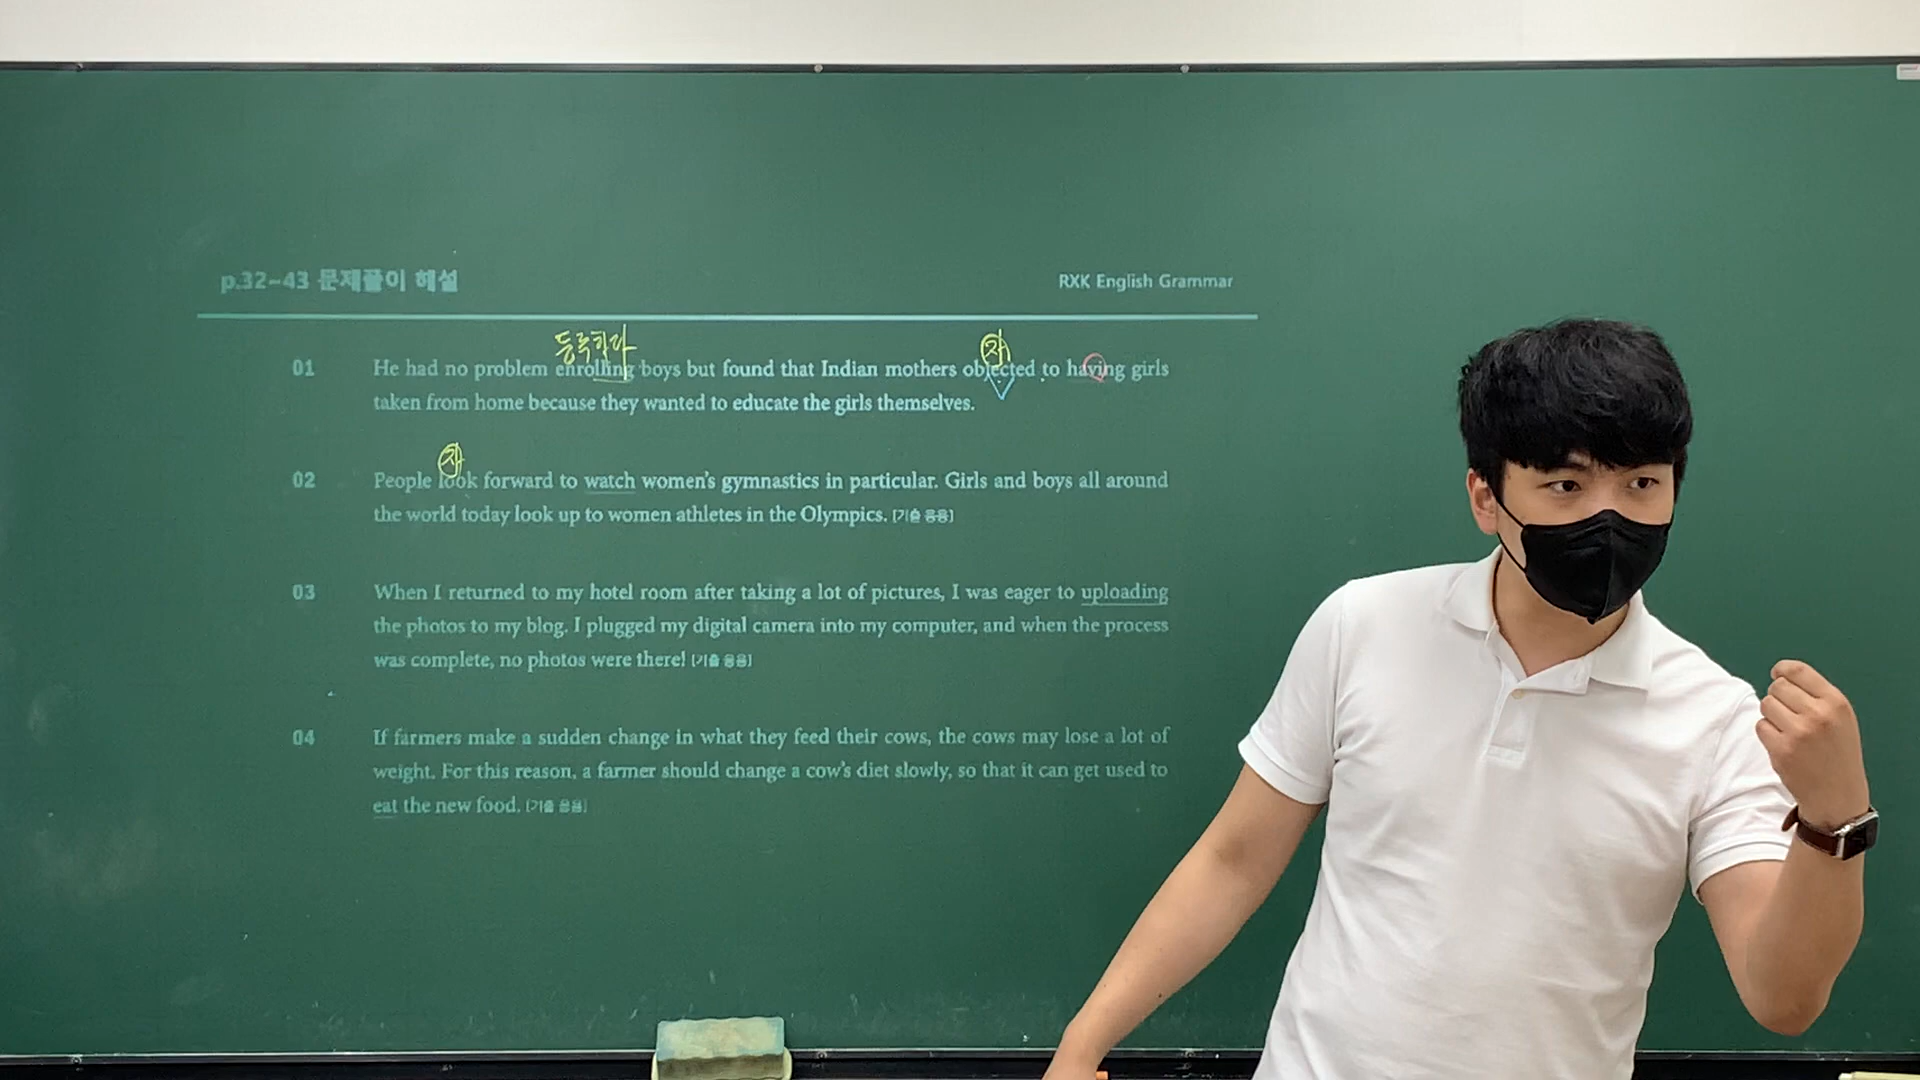 p.32~43 문제풀이 해설
RXK English Grammar
등록한다
자
01 He had no problem enrolling boys but found that Indian mothers objected to having girls
taken from home because they wanted to educate the girls themselves.
자
02 People look forward to watch women's gymnastics in particular. Girls and boys all around
the world today look up to women athletes in the Olympics. [기출 응용]
03 When I returned to my hotel room after taking a lot of pictures, I was eager to uploading
the photos to my blog. I plugged my digital camera into my computer, and when the process
was complete, no photos were there! [기출 응용]
04 If farmers make a sudden change in what they feed their cows, the cows may lose a lot of
weight. For this reason, a farmer should change a cow's diet slowly, so that it can get used to
eat the new food. [기출 응용]